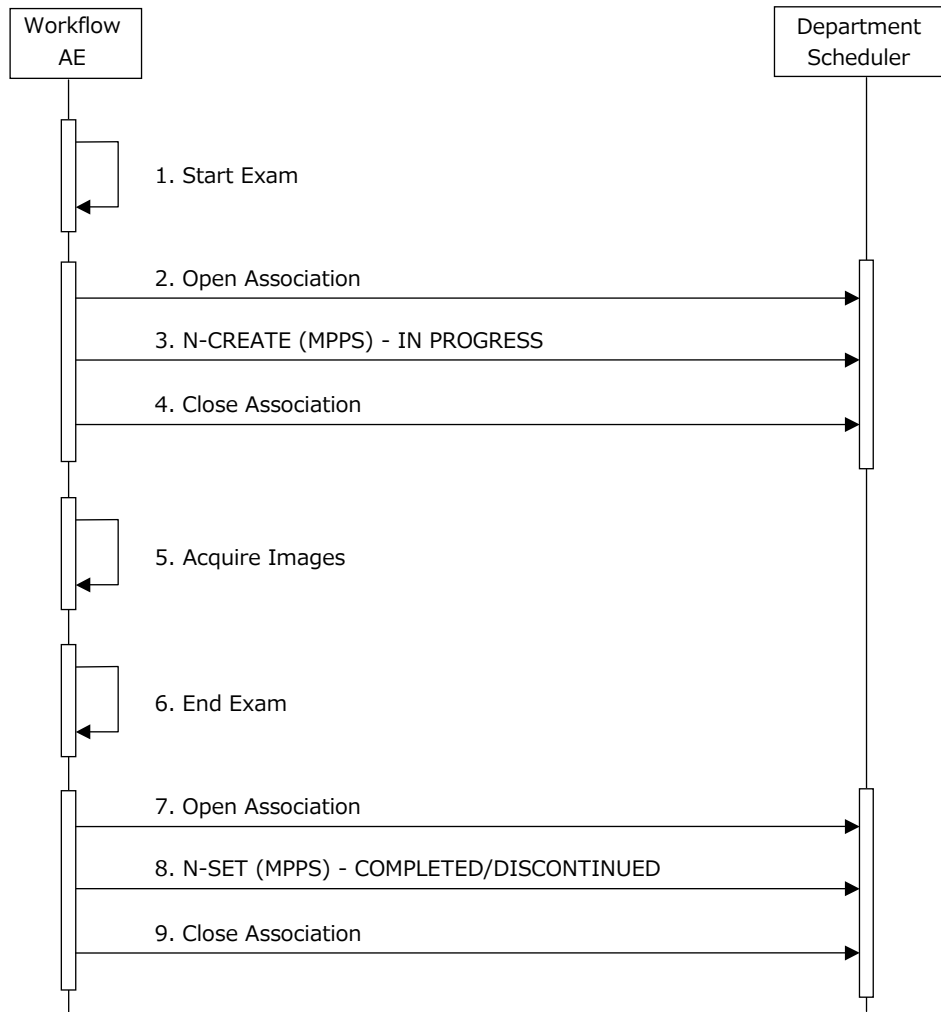 Workflow
AE
Department
Scheduler
1. Start Exam
2. Open Association
3. N-CREATE (MPPS) - IN PROGRESS
4. Close Association
5. Acquire Images
6. End Exam
7. Open Association
8. N-SET (MPPS) - COMPLETED/DISCONTINUED
9. Close Association